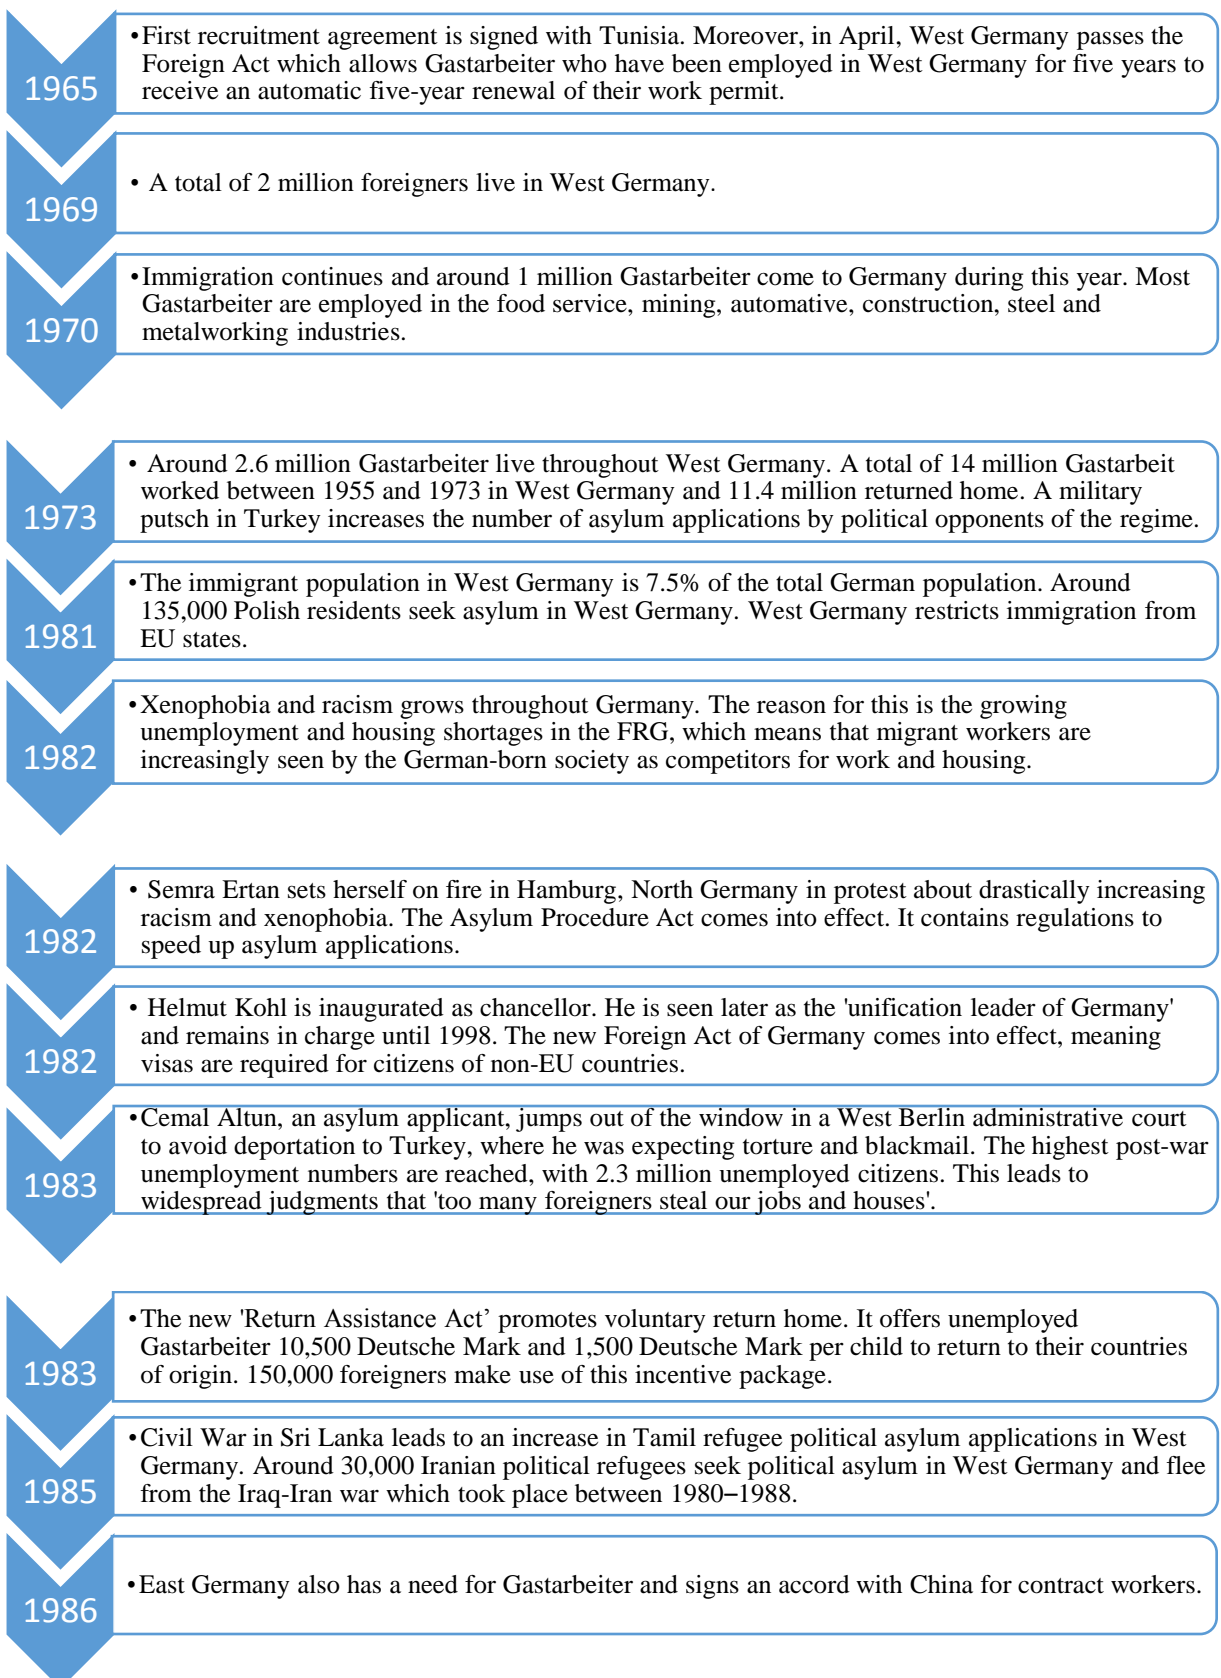 1965
•First recruitment agreement is signed with Tunisia. Moreover, in April, West Germany passes the
Foreign Act which allows Gastarbeiter who have been employed in West Germany for five years to
receive an automatic five-year renewal of their work permit.
1969
• A total of 2 million foreigners live in West Germany.
1970
•Immigration continues and around 1 million Gastarbeiter come to Germany during this year. Most
Gastarbeiter are employed in the food service, mining, automative, construction, steel and
metalworking industries.
1973
• Around 2.6 million Gastarbeiter live throughout West Germany. A total of 14 million Gastarbeit
worked between 1955 and 1973 in West Germany and 11.4 million returned home. A military
putsch in Turkey increases the number of asylum applications by political opponents of the regime.
1981
•The immigrant population in West Germany is 7.5% of the total German population. Around
135,000 Polish residents seek asylum in West Germany. West Germany restricts immigration from
EU states.
1982
•Xenophobia and racism grows throughout Germany. The reason for this is the growing
unemployment and housing shortages in the FRG, which means that migrant workers are
increasingly seen by the German-born society as competitors for work and housing.
1982
• Semra Ertan sets herself on fire in Hamburg, North Germany in protest about drastically increasing
racism and xenophobia. The Asylum Procedure Act comes into effect. It contains regulations to
speed up asylum applications.
1982
• Helmut Kohl is inaugurated as chancellor. He is seen later as the 'unification leader of Germany'
and remains in charge until 1998. The new Foreign Act of Germany comes into effect, meaning
visas are required for citizens of non-EU countries.
1983
•Cemal Altun, an asylum applicant, jumps out of the window in a West Berlin administrative court
to avoid deportation to Turkey, where he was expecting torture and blackmail. The highest post-war
unemployment numbers are reached, with 2.3 million unemployed citizens. This leads to
widespread judgments that 'too many foreigners steal our jobs and houses'.
1983
•The new 'Return Assistance Act’ promotes voluntary return home. It offers unemployed
Gastarbeiter 10,500 Deutsche Mark and 1,500 Deutsche Mark per child to return to their countries
of origin. 150,000 foreigners make use of this incentive package.
1985
•Civil War in Sri Lanka leads to an increase in Tamil refugee political asylum applications in West
Germany. Around 30,000 Iranian political refugees seek political asylum in West Germany and flee
from the Iraq-Iran war which took place between 1980–1988.
1986
•East Germany also has a need for Gastarbeiter and signs an accord with China for contract workers.